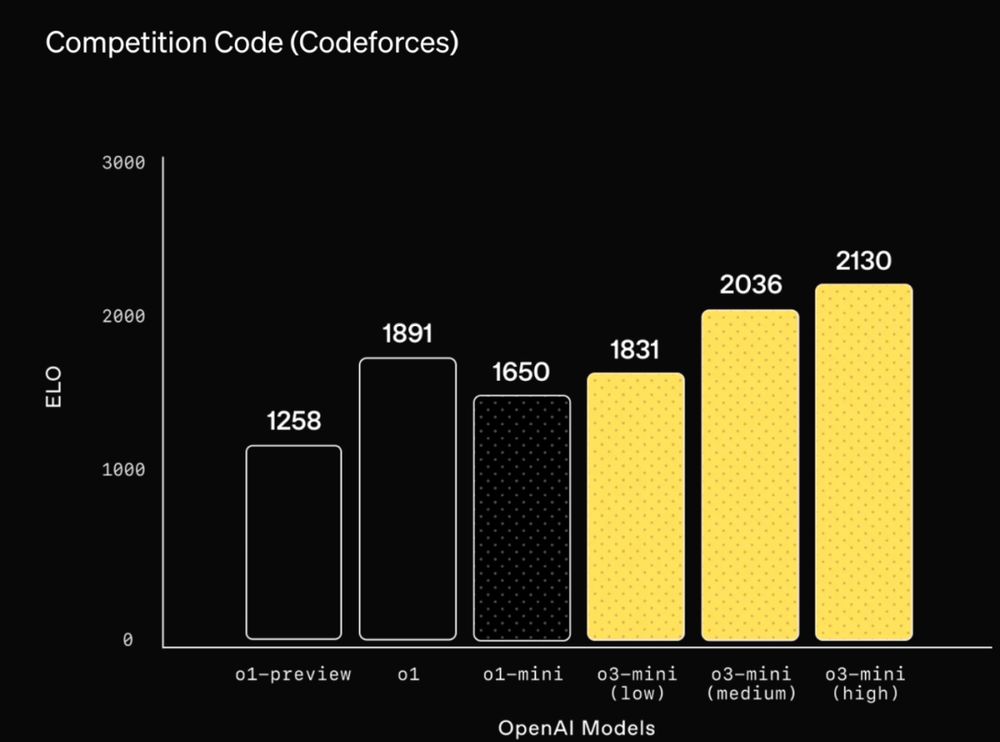 Competition Code (Codeforces)
3000
2000
1000
0
ELO
1258
1891
1650
1831
2036
2130
o1-preview
o1
o1-mini
o3-mini
(low)
o3-mini
(medium)
o3-mini
(high)
OpenAI Models